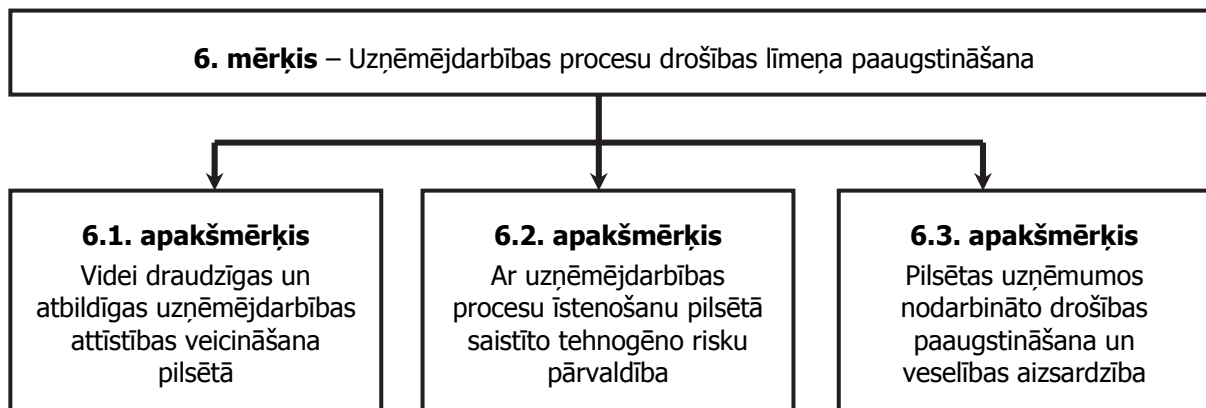 6. mērķis – Uzņēmējdarbības procesu drošības līmeņa paaugstināšana
6.1. apakšmērķis
Videi draudzīgas un
atbildīgas uzņēmējdarbības
attīstības veicināšana
pilsētā
6.2. apakšmērķis
Ar uzņēmējdarbības
procesu īstenošanu pilsētā
saistīto tehnogēno risku
pārvaldība
6.3. apakšmērķis
Pilsētas uzņēmumos
nodarbināto drošības
paaugstināšana un
veselības aizsardzība